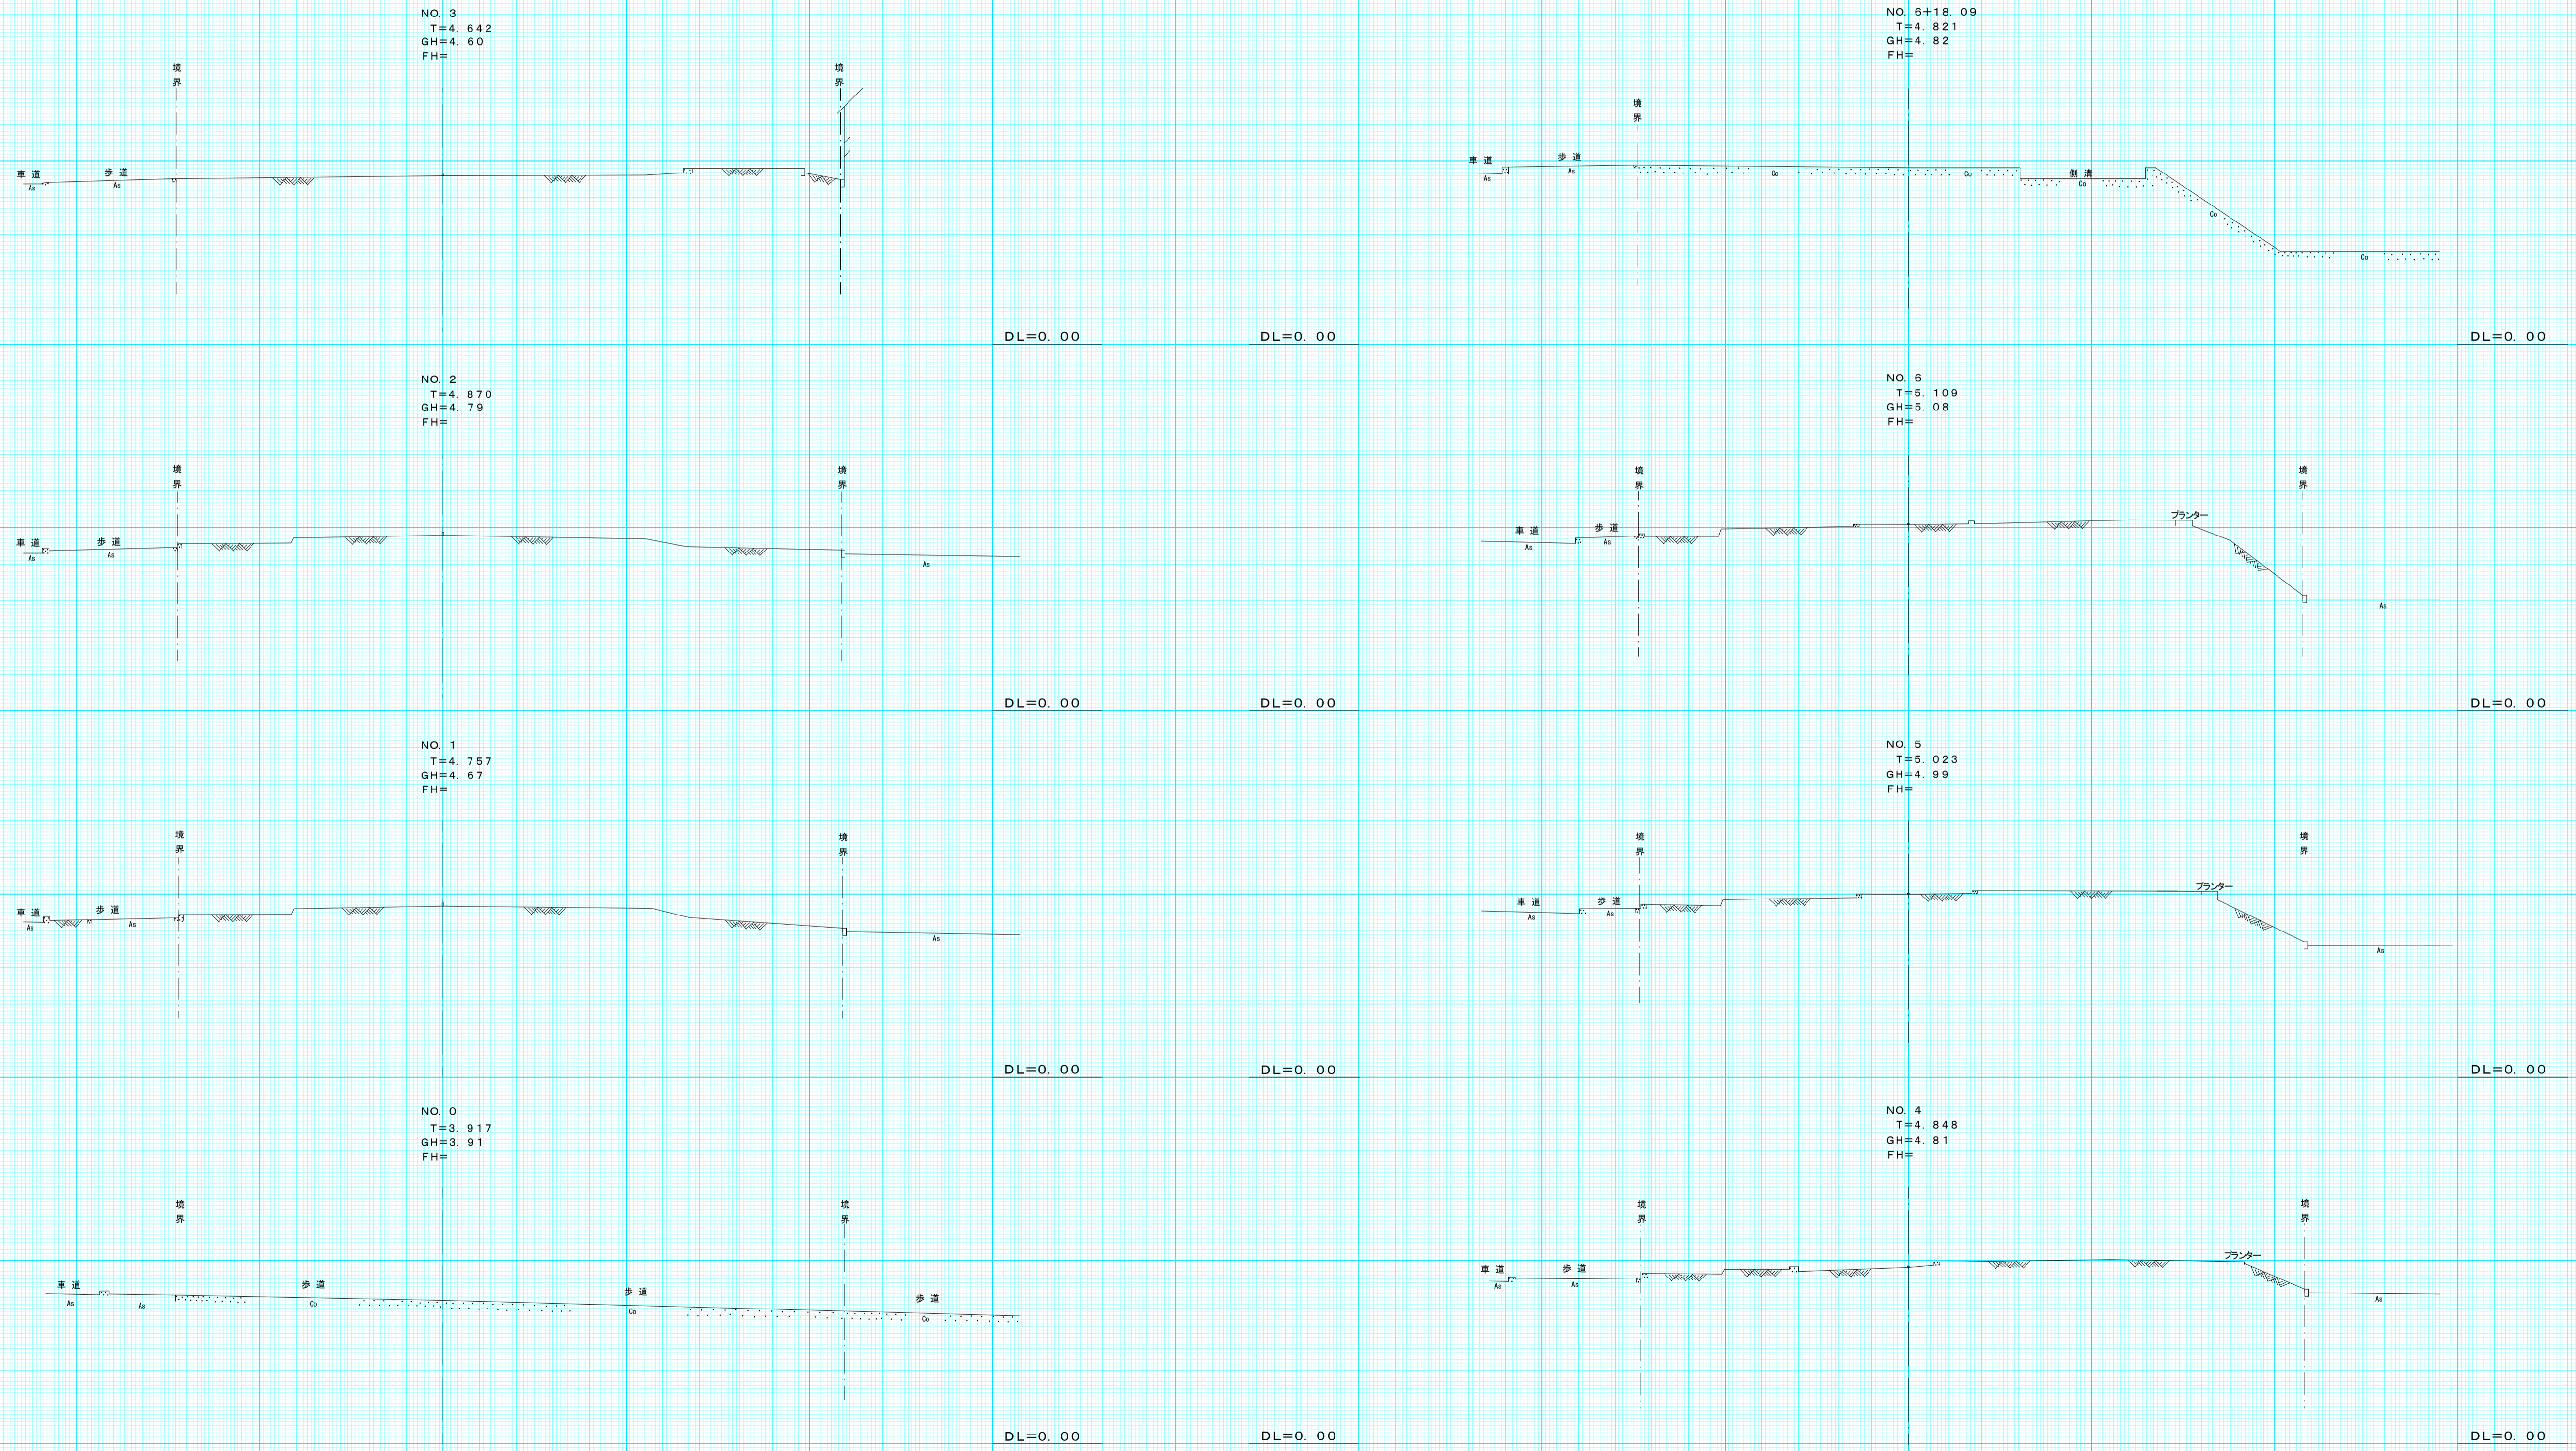 NO. 3
T=4. 642
GH=4. 60
FH=
境界
境界
車 道
歩 道
As
As
DL=0. 00
NO. 2
T=4. 870
GH=4. 79
FH=
境界
境界
車 道
歩 道
As
As
As
DL=0. 00
NO. 1
T=4. 757
GH=4. 67
FH=
境界
境界
車 道
歩 道
As
As
As
DL=0. 00
NO. 0
T=3. 917
GH=3. 91
FH=
境界
境界
車 道
歩 道
歩 道
歩 道
As
As
Co
Co
Co
DL=0. 00
NO. 6+18. 09
T=4. 821
GH=4. 82
FH=
境界
車 道
歩 道
側 溝
As
As
Co
Co
Co
Co
Co
DL=0. 00
DL=0. 00
NO. 6
T=5. 109
GH=5. 08
FH=
境界
境界
プランター
車 道
歩 道
As
As
As
DL=0. 00
DL=0. 00
NO. 5
T=5. 023
GH=4. 99
FH=
境界
境界
プランター
車 道
歩 道
As
As
As
DL=0. 00
DL=0. 00
NO. 4
T=4. 848
GH=4. 81
FH=
境界
境界
プランター
車 道
歩 道
As
As
As
DL=0. 00
DL=0. 00